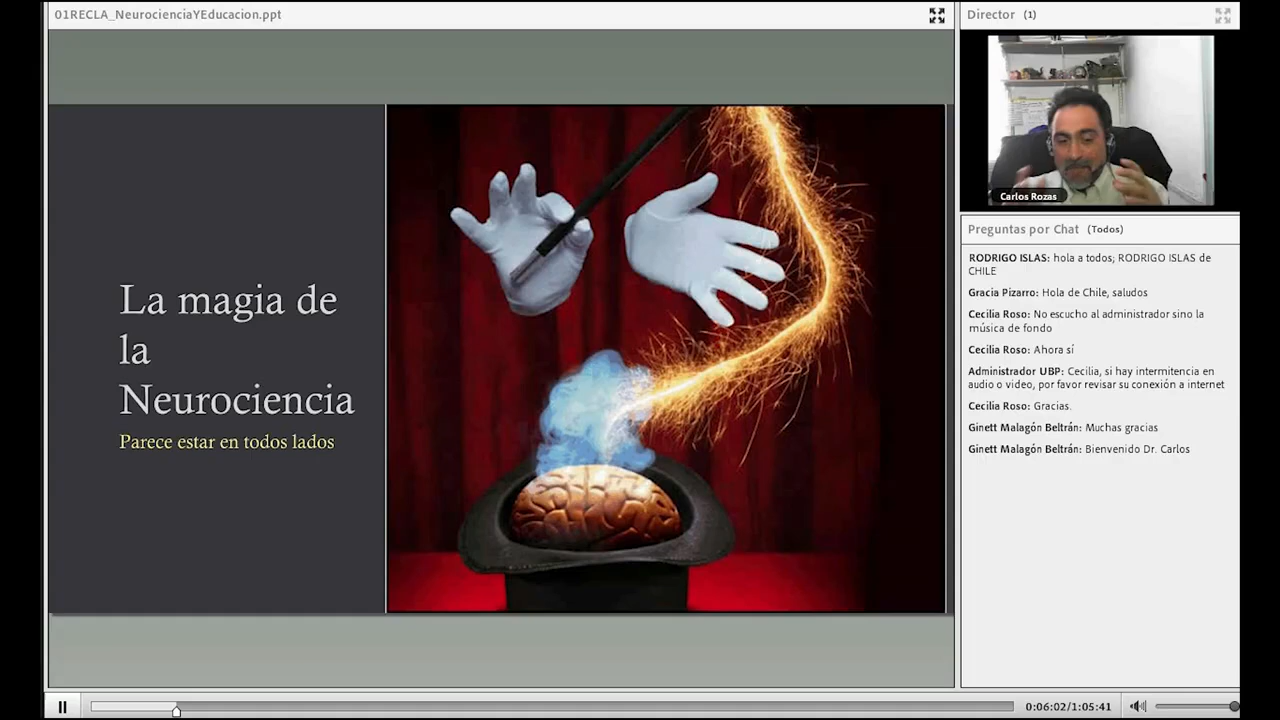 01RECLA_NeurocienciaYEducacion.ppt
La magia de
la
Neurociencia
Parece estar en todos lados
Director (1)
Carlos Rozas
Preguntas por Chat (Todos)
RODRIGO ISLAS: hola a todos; RODRIGO ISLAS de
CHILE
Gracia Pizarro: Hola de Chile, saludos
Cecilia Roso: No escucho al administrador sino la
música de fondo
Cecilia Roso: Ahora sí
Administrador UBP: Cecilia, si hay intermitencia en
audio o video, por favor revisar su conexión a internet
Cecilia Roso: Gracias.
Ginett Malagón Beltrán: Muchas gracias
Ginett Malagón Beltrán: Bienvenido Dr. Carlos
0:06:02/1:05:41